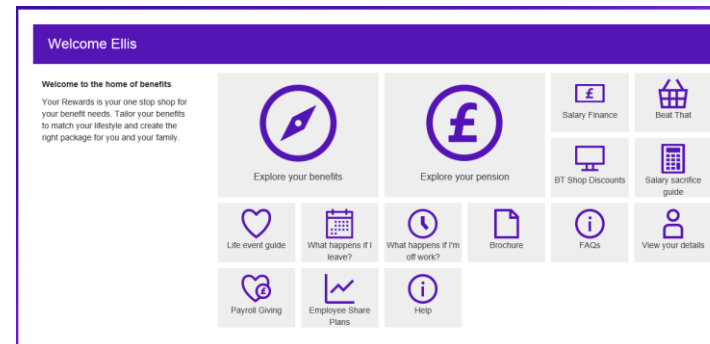 Welcome Ellis
Welcome to the home of benefits
Your Rewards is your one stop shop for
your benefit needs. Tailor your benefits
to match your lifestyle and create the
right package for you and your family.
Explore your benefits
£
Explore your pension
£
Salary Finance
Beat That
BT Shop Discounts
Salary sacrifice
guide
Life event guide
What happens if I
leave?
What happens if I'm
off work?
Brochure
i
FAQs
View your details
£
Payroll Giving
Employee Share
Plans
i
Help